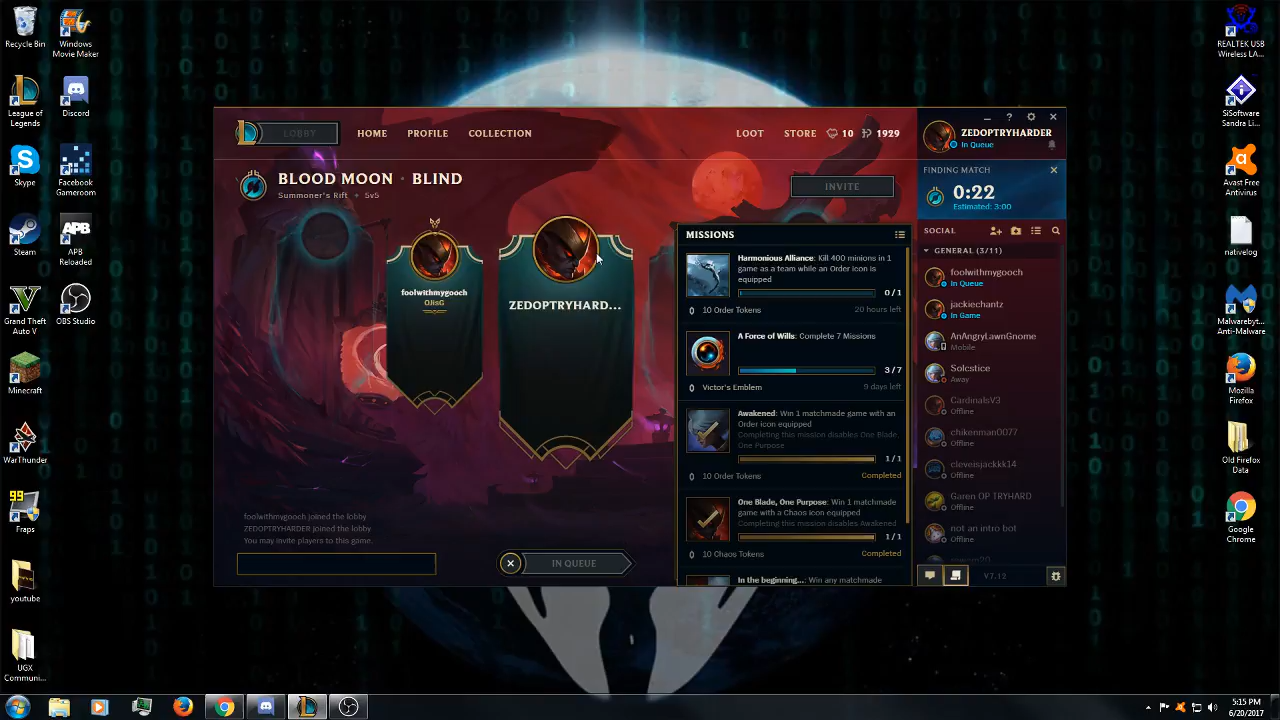 Recycle Bin
Windows
Movie Maker
League of
Legends
Discord
Skype
Facebook
Gameroom
Steam
APB
Reloaded
Grand Theft
Auto V
OBS Studio
Minecraft
WarThunder
99
Fraps
youtube
UGX
Communi...
LOBBY
HOME
PROFILE
COLLECTION
LOOT
STORE
10
1929
BLOOD MOON · BLIND
Summoner's Rift · 5v5
INVITE
foolwithmygooch
OJisG
ZEDOPTRYHARD...
foolwithmygooch joined the lobby
ZEDOPTRYHARDER joined the lobby
You may invite players to this game.
IN QUEUE
MISSIONS
Harmonious Alliance: Kill 400 minions in 1
game as a team while an Order icon is
equipped
0 / 1
10 Order Tokens
20 hours left
A Force of Wills: Complete 7 Missions
3 / 7
Victor's Emblem
9 days left
Awakened: Win 1 matchmade game with an
Order icon equipped
Completing this mission disables One Blade,
One Purpose
1 / 1
10 Order Tokens
Completed
One Blade, One Purpose: Win 1 matchmade
game with a Chaos icon equipped
Completing this mission disables Awakened
1 / 1
10 Chaos Tokens
Completed
In the beginning...: Win any matchmade
?
ZEDOPTRYHARDER
In Queue
FINDING MATCH
0:22
Estimated: 3:00
SOCIAL
GENERAL (3/11)
foolwithmygooch
In Queue
jackiechantz
In Game
AnAngryLawnGnome
Mobile
Solcstice
Away
CardinalsV3
Offline
chikenman0077
Offline
cleveisjackkk14
Offline
Garen OP TRYHARD
Offline
not an intro bot
Offline
V7.12
REALTEK USB
Wireless LA...
SiSoftware
Sandra Li...
Avast Free
Antivirus
nativelog
Malwareby...
Anti-Malware
Mozilla
Firefox
Old Firefox
Data
Google
Chrome
5:15 PM
6/20/2017